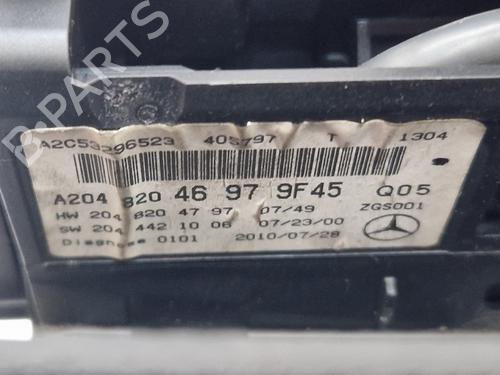 B-PARTS
A2C53296523 405797 T 1304
A204 820 46 97 9F45 Q05
HW 204 820 47 97 07/49 ZGS001
SW 204 442 10 06 07/23/00
Diagnose 0101 2010/07/28